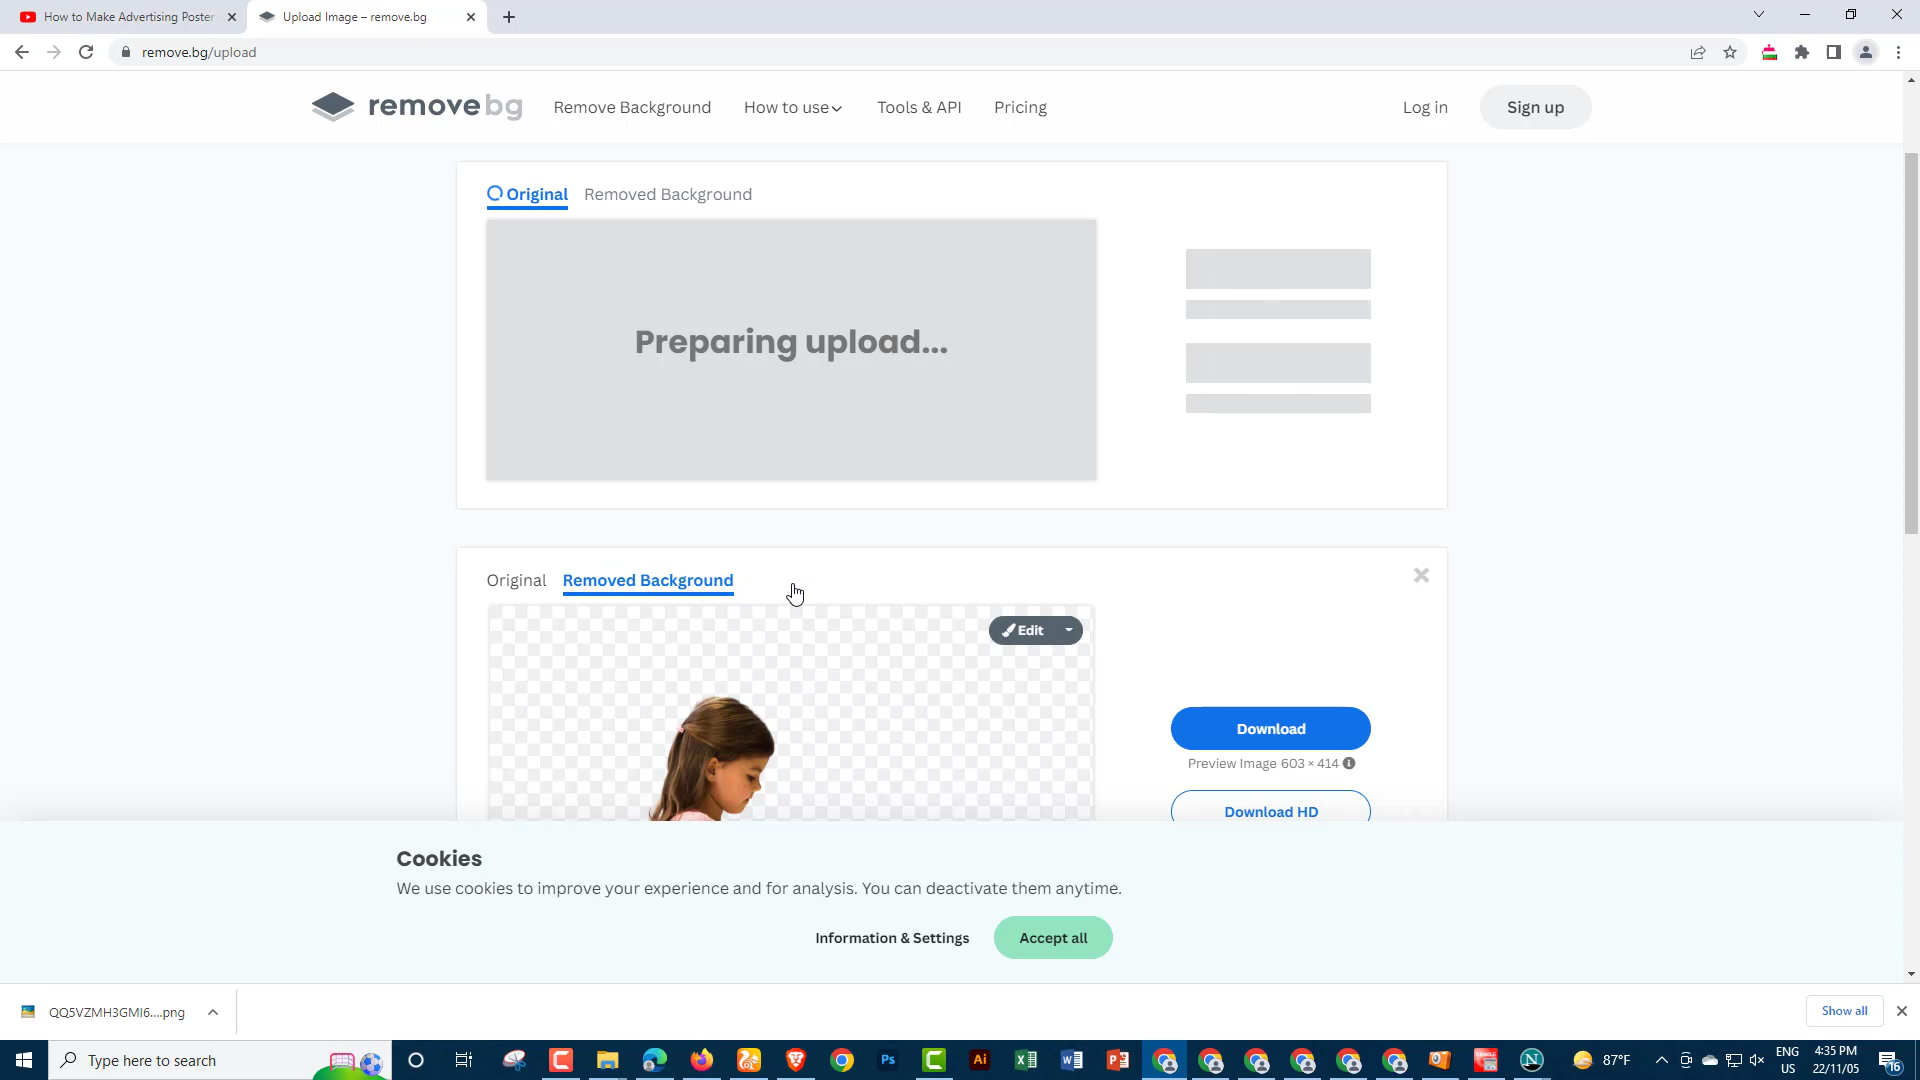 How to Make Advertising Poster
Upload Image – remove.bg
remove.bg/upload
remove bg
Remove Background
How to use
Tools & API
Pricing
Log in
Sign up
Original
Removed Background
Preparing upload...
Original
Removed Background
Edit
Download
Preview Image 603 × 414
Download HD
Cookies
We use cookies to improve your experience and for analysis. You can deactivate them anytime.
Information & Settings
Accept all
QQ5VZMH3GMI6....png
Show all
Type here to search
87°F
ENG
US
4:35 PM
22/11/05
16